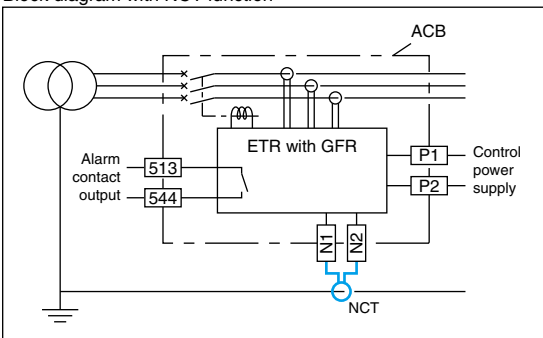 Block diagram with NCT function
ACB
ETR with GFR
Alarm
contact
output
513
544
P1
P2
Control
power
supply
N1
N2
NCT